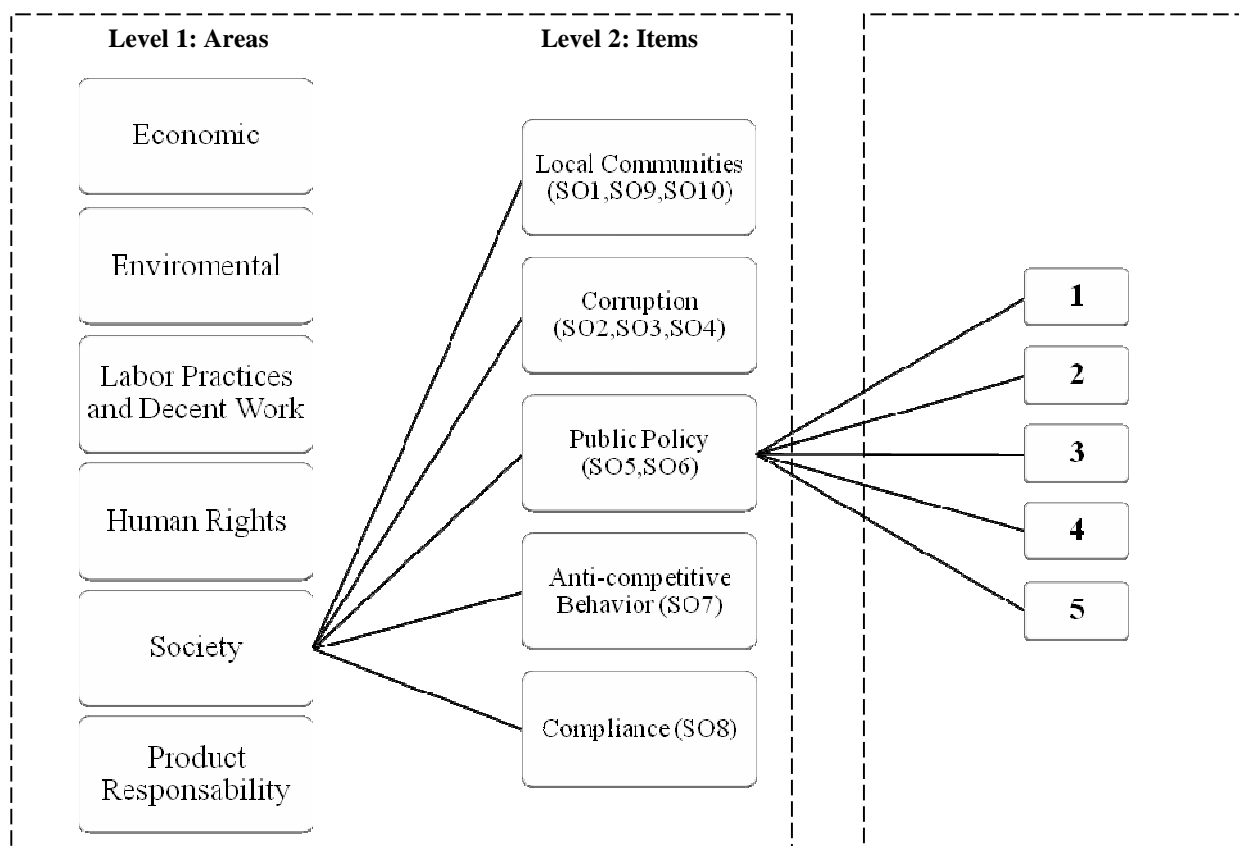 Level 1: Areas
Economic
Enviromental
Labor Practices
and Decent Work
Human Rights
Society
Product
Responsability
Level 2: Items
Local Communities
(SO1,SO9,SO10)
Corruption
(SO2,SO3,SO4)
Public Policy
(SO5,SO6)
Anti-competitive
Behavior (SO7)
Compliance (SO8)
1
2
3
4
5